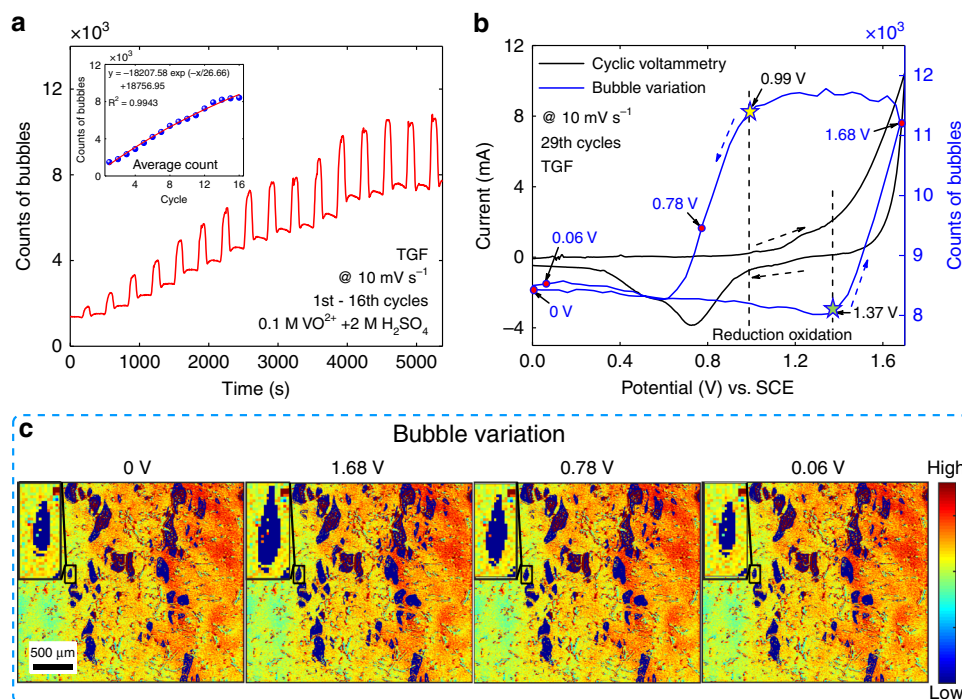 a
×10³
14
12
10
8
6
4
2
0
Counts of bubbles
0
1000
2000
3000
4000
5000
Time (s)
×10³
y = −18207.58 exp (−x/26.66)
+18756.95
R² = 0.9943
12
8
4
0
Counts of bubbles
Average count
4
8
12
16
Cycle
TGF
@ 10 mV s⁻¹
1st - 16th cycles
0.1 M VO²⁺ +2 M H₂SO₄
b
×10³
12
8
4
0
−4
Current (mA)
Cyclic voltammetry
Bubble variation
@ 10 mV s⁻¹
29th cycles
TGF
0.99 V
1.68 V
0.78 V
0.06 V
0 V
1.37 V
Reduction oxidation
12
11
10
9
8
Counts of bubbles
0.0
0.4
0.8
1.2
1.6
Potential (V) vs. SCE
c
Bubble variation
0 V
1.68 V
0.78 V
0.06 V
High
Low
500 µm